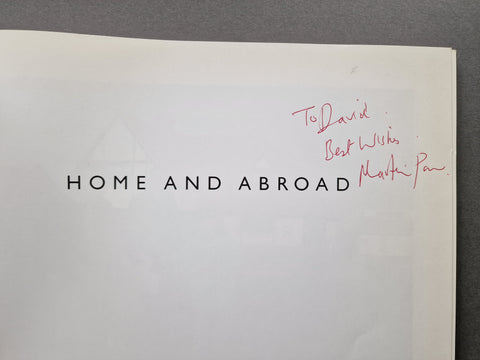 To David.
Best Wishes.
Martin Parr.
HOME AND ABROAD